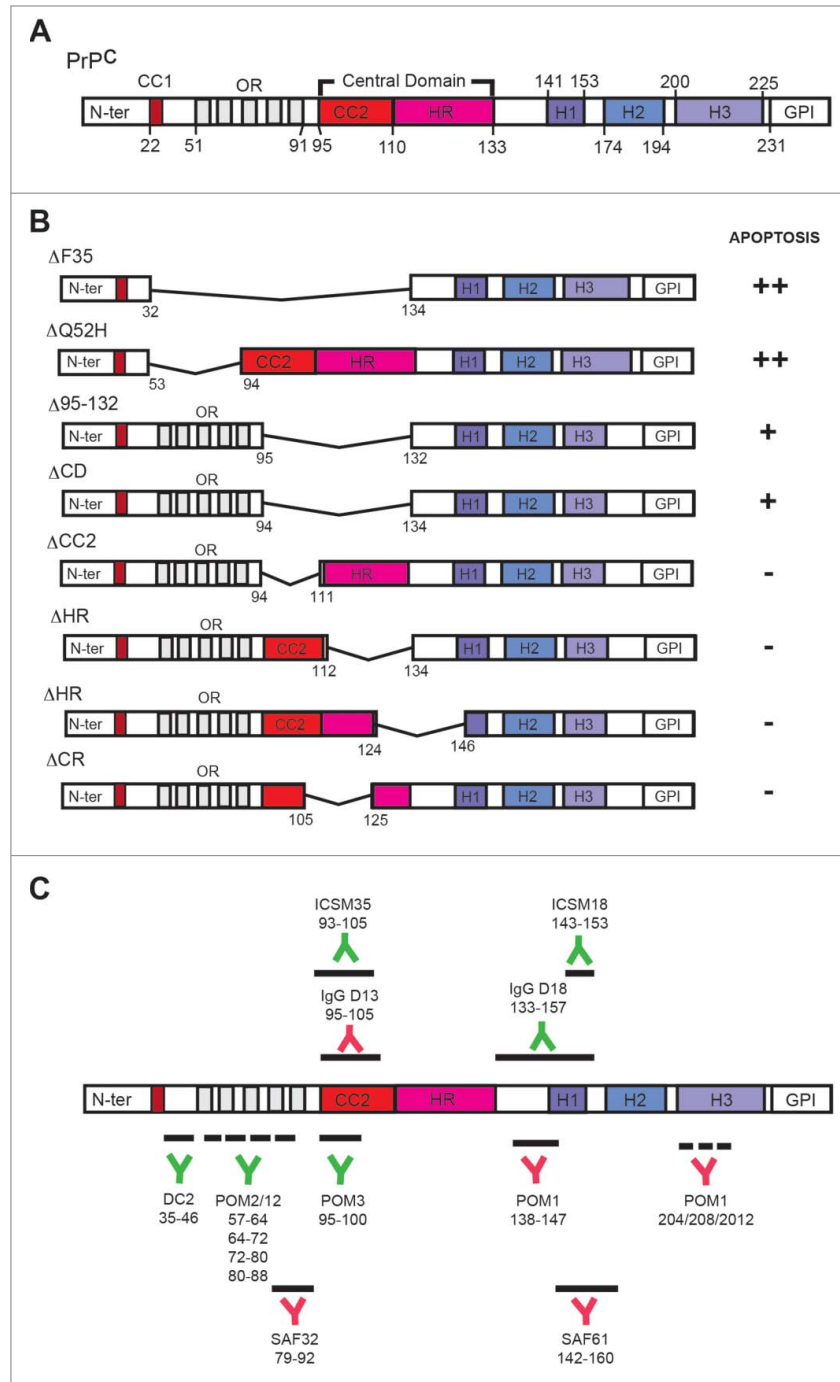 A
PrPC
CC1
OR
Central Domain
141 153
200
225
N-ter
CC2
HR
H1
H2
H3
GPI
22
51
91
95
110
133
174
194
231
B
APOPTOSIS
ΔF35
N-ter
H1
H2
H3
GPI
++
32
134
ΔQ52H
N-ter
CC2
HR
H1
H2
H3
GPI
++
53
94
Δ95-132
OR
N-ter
H1
H2
H3
GPI
+
95
132
ΔCD
OR
N-ter
H1
H2
H3
GPI
+
94
134
ΔCC2
OR
N-ter
HR
H1
H2
H3
GPI
-
94
111
ΔHR
OR
N-ter
CC2
H1
H2
H3
GPI
-
112
134
ΔHR
OR
N-ter
CC2
H2
H3
GPI
-
124
146
ΔCR
OR
N-ter
H1
H2
H3
GPI
-
105
125
C
ICSM35
93-105
ICSM18
143-153
IgG D13
95-105
IgG D18
133-157
N-ter
CC2
HR
H1
H2
H3
GPI
DC2
35-46
POM2/12
57-64
64-72
72-80
80-88
POM3
95-100
POM1
138-147
POM1
204/208/2012
SAF32
79-92
SAF61
142-160